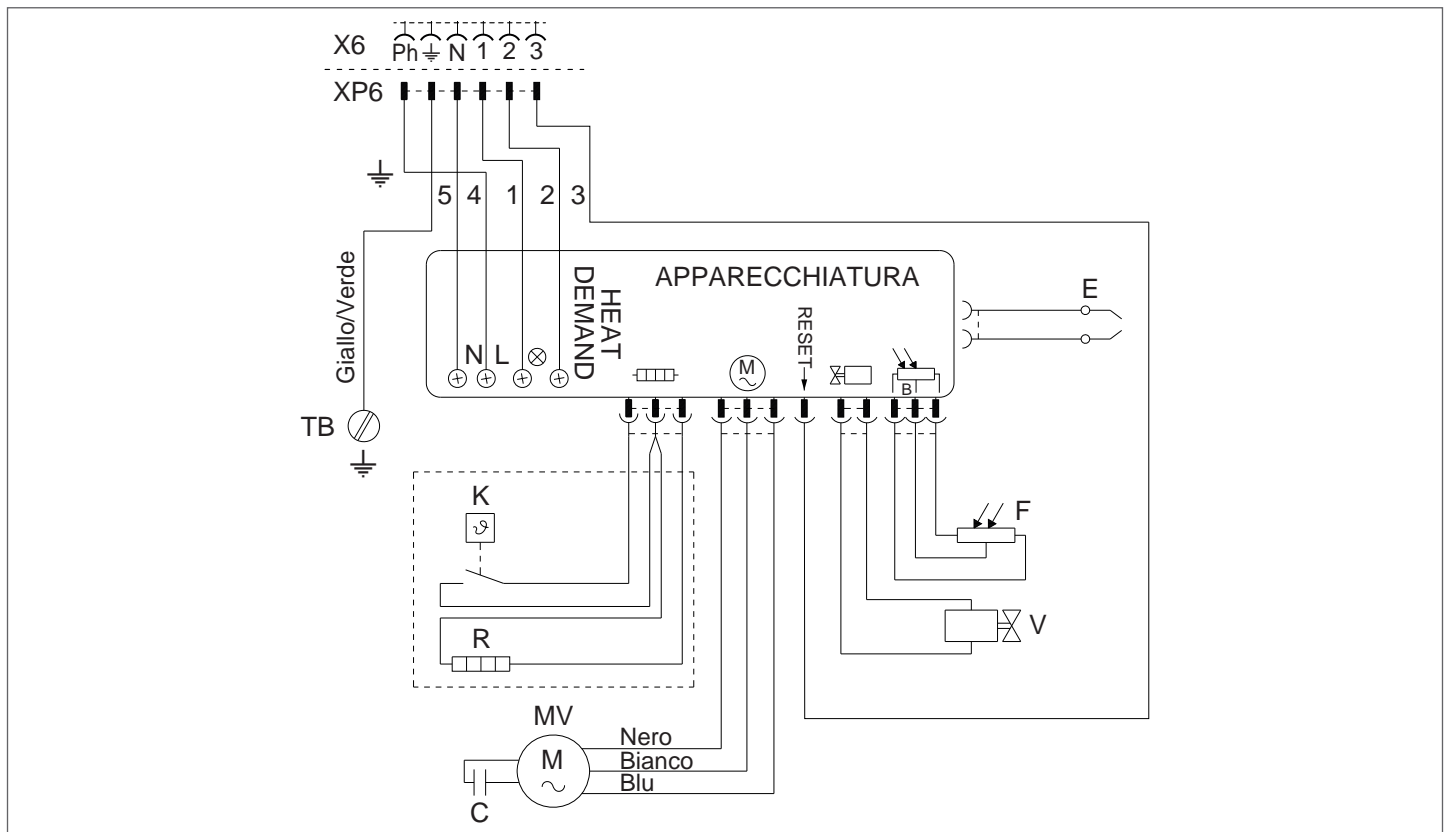 X6 Ph N 1 2 3
XP6
5 4 1 2 3
Giallo/Verde
APPARECCHIATURA
HEAT
DEMAND
E
N L
M
RESET
B
TB
K
ϑ
F
R
V
MV
M
Nero
Bianco
Blu
C